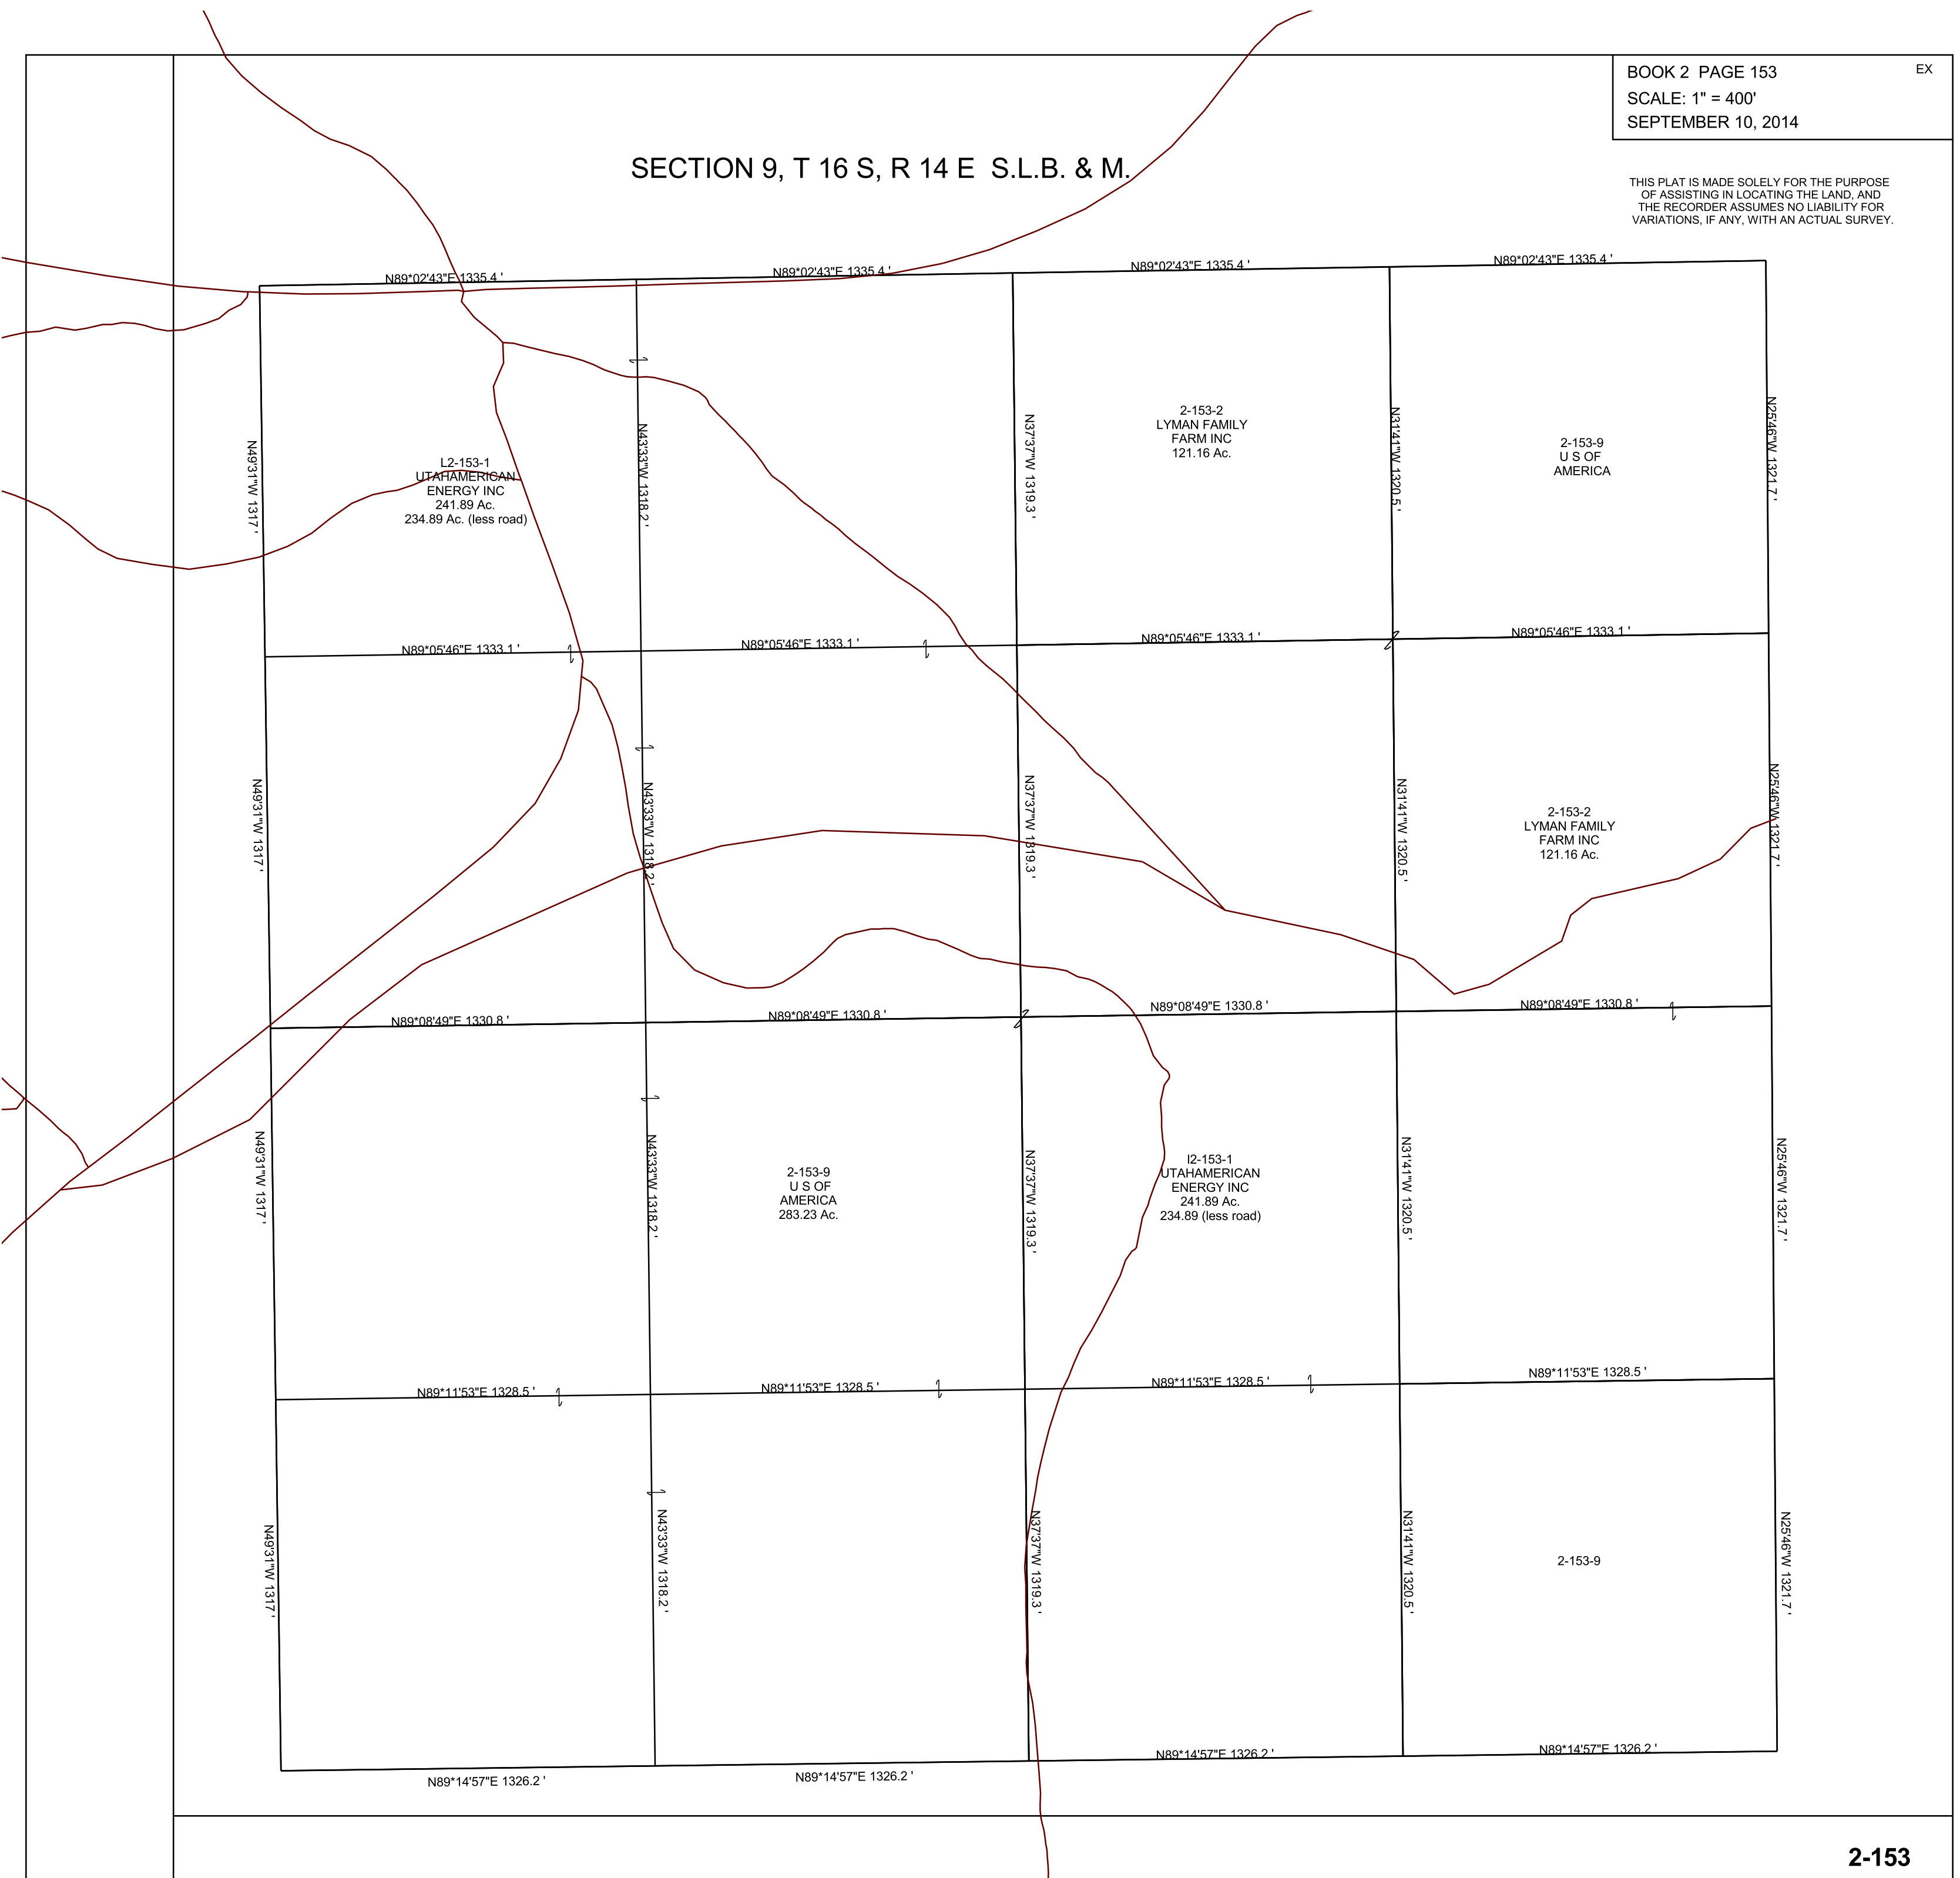 BOOK 2 PAGE 153
EX
SCALE: 1" = 400'
SEPTEMBER 10, 2014
SECTION 9, T 16 S, R 14 E S.L.B. & M.
THIS PLAT IS MADE SOLELY FOR THE PURPOSE
OF ASSISTING IN LOCATING THE LAND, AND
THE RECORDER ASSUMES NO LIABILITY FOR
VARIATIONS, IF ANY, WITH AN ACTUAL SURVEY.
N89*02'43"E 1335.4 '
N89*02'43"E 1335.4 '
N89*02'43"E 1335.4 '
N89*02'43"E 1335.4 '
N49'31"W 1317 '
L2-153-1
UTAHAMERICAN
ENERGY INC
241.89 Ac.
234.89 Ac. (less road)
N43'33"W 1318.2 '
N37'37"W 1319.3 '
2-153-2
LYMAN FAMILY
FARM INC
121.16 Ac.
N31'41"W 1320.5 '
2-153-9
U S OF
AMERICA
N25'46"W 1321.7 '
N89*05'46"E 1333.1 '
N89*05'46"E 1333.1 '
N89*05'46"E 1333.1 '
N89*05'46"E 1333.1 '
N49'31"W 1317 '
N43'33"W 1318.2 '
N37'37"W 1319.3 '
N31'41"W 1320.5 '
2-153-2
LYMAN FAMILY
FARM INC
121.16 Ac.
N25'46"W 1321.7 '
N89*08'49"E 1330.8 '
N89*08'49"E 1330.8 '
N89*08'49"E 1330.8 '
N89*08'49"E 1330.8 '
N49'31"W 1317 '
N43'33"W 1318.2 '
2-153-9
U S OF
AMERICA
283.23 Ac.
N37'37"W 1319.3 '
I2-153-1
UTAHAMERICAN
ENERGY INC
241.89 Ac.
234.89 (less road)
N31'41"W 1320.5 '
N25'46"W 1321.7 '
N89*11'53"E 1328.5 '
N89*11'53"E 1328.5 '
N89*11'53"E 1328.5 '
N89*11'53"E 1328.5 '
N49'31"W 1317 '
N43'33"W 1318.2 '
N37'37"W 1319.3 '
N31'41"W 1320.5 '
2-153-9
N25'46"W 1321.7 '
N89*14'57"E 1326.2 '
N89*14'57"E 1326.2 '
N89*14'57"E 1326.2 '
N89*14'57"E 1326.2 '
2-153